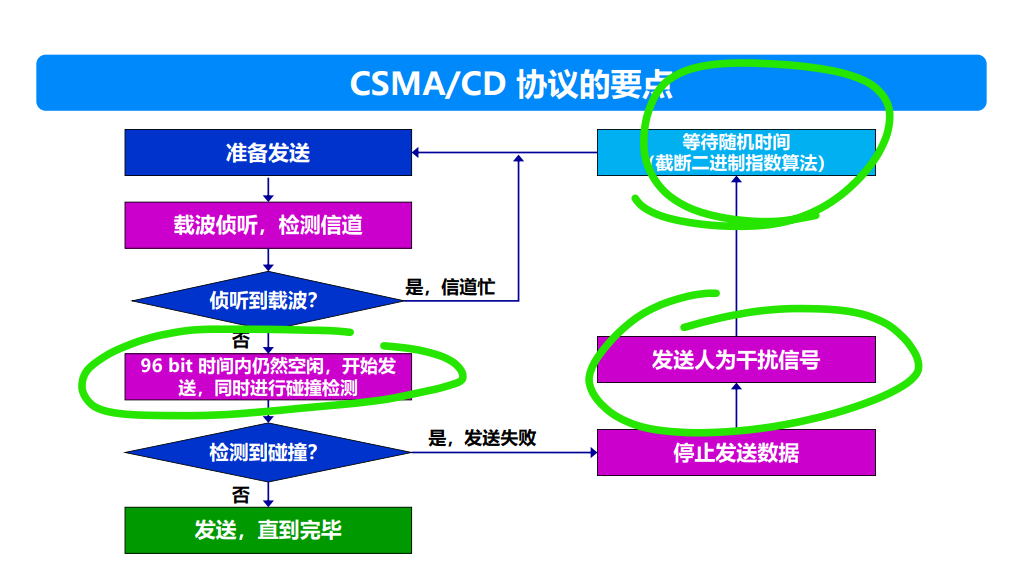 CSMA/CD 协议的要点
准备发送
等待随机时间
（截断二进制指数算法）
载波侦听，检测信道
侦听到载波？
是，信道忙
否
96 bit 时间内仍然空闲，开始发
送，同时进行碰撞检测
发送人为干扰信号
检测到碰撞？
是，发送失败
停止发送数据
否
发送，直到完毕